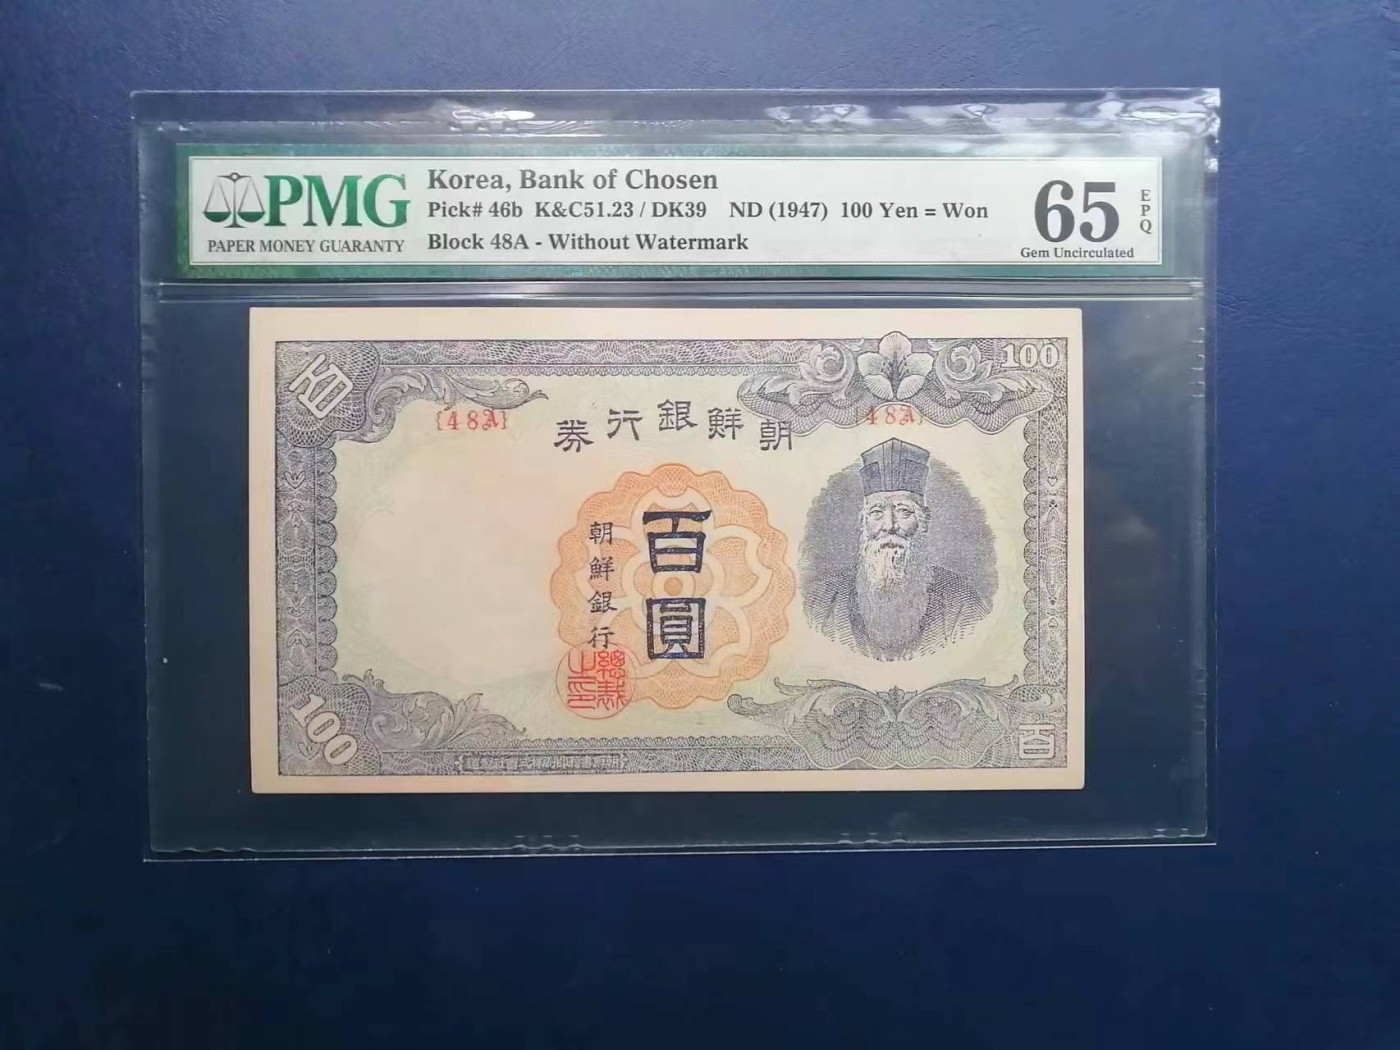 PMG
PAPER MONEY GUARANTY
Korea, Bank of Chosen
Pick# 46b K&C51.23 / DK39 ND (1947) 100 Yen = Won
Block 48A - Without Watermark
65
EPQ
Gem Uncirculated
百
100
{48A}
{48A}
券行銀鮮朝
百圓
朝鮮銀行
100
百